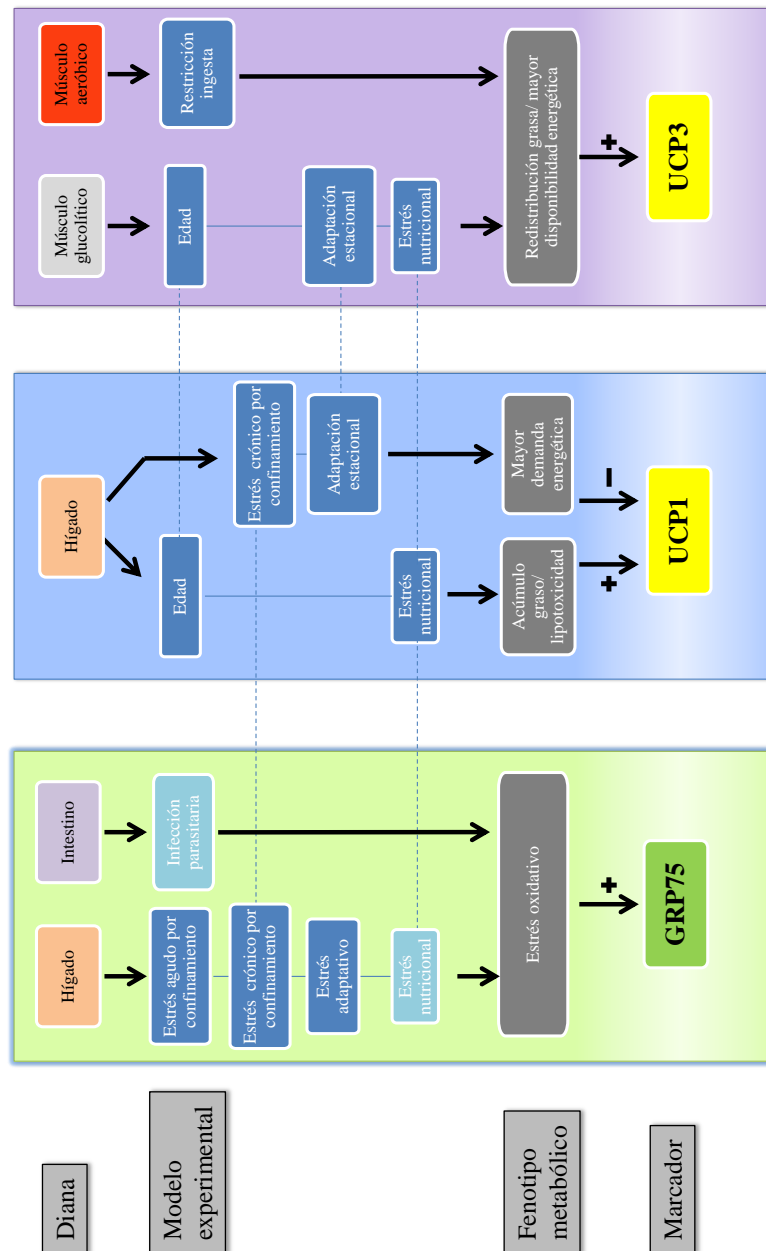 Diana
Modelo
experimental
Fenotipo
metabólico
Marcador
Hígado
Intestino
Estrés agudo por
confinamiento
Infección
parasitaria
Estrés crónico por
confinamiento
Estrés
adaptativo
Estrés
nutricional
Estrés oxidativo
+
GRP75
Hígado
Edad
Estrés crónico por
confinamiento
Adaptación
estacional
Estrés
nutricional
Acúmulo
graso/
lipotoxicidad
Mayor
demanda
energética
+
–
UCP1
Músculo
glucolítico
Músculo
aeróbico
Edad
Restricción
ingesta
Adaptación
estacional
Estrés
nutricional
Redistribución grasa/ mayor
disponibilidad energética
+
UCP3